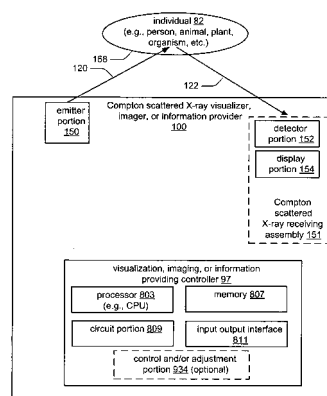 individual 82
(e.g., person, animal, plant,
organism, etc.)
168
120
122
emitter
portion 150
Compton scattered X-ray visualizer,
imager, or information provider
100
detector
portion 152
display
portion 154
Compton
scattered
X-ray receiving
assembly 151
visualization, imaging, or information
providing controller 97
processor 803
(e.g., CPU)
memory 807
circuit portion 809
input output interface
811
control and/or adjustment
portion 934 (optional)